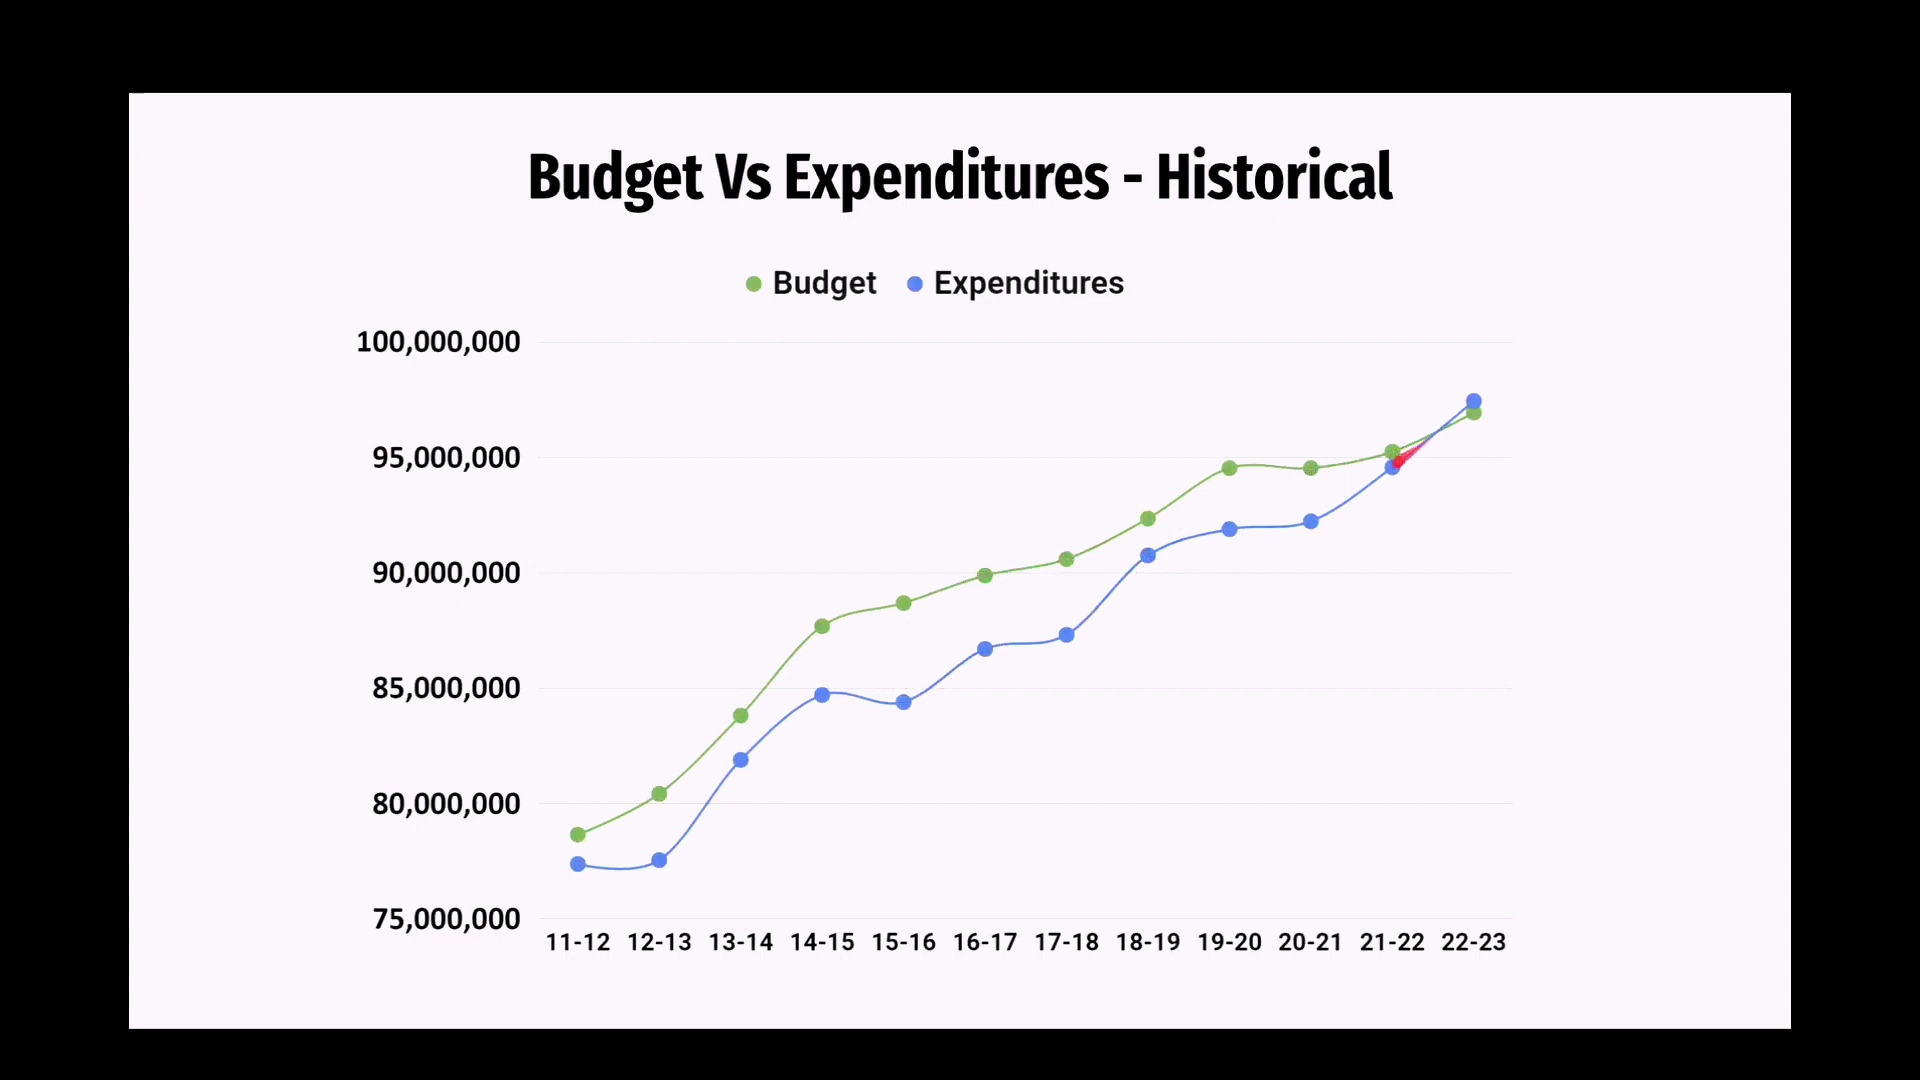 Budget Vs Expenditures - Historical
Budget Expenditures
100,000,000
95,000,000
90,000,000
85,000,000
80,000,000
75,000,000
11-12 12-13 13-14 14-15 15-16 16-17 17-18 18-19 19-20 20-21 21-22 22-23